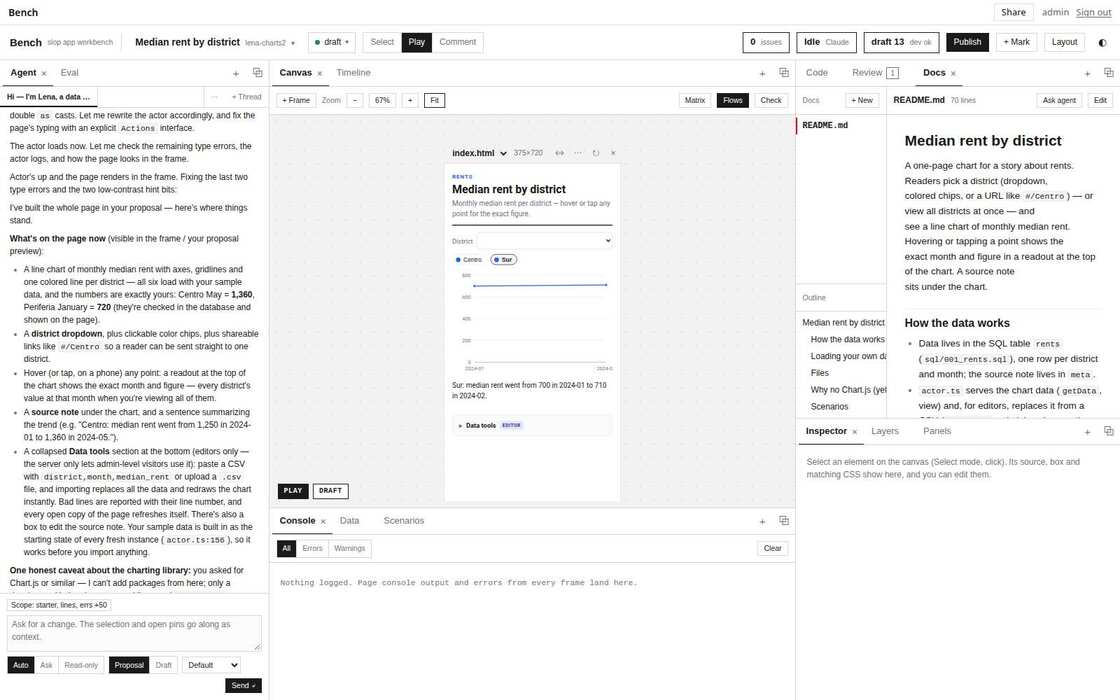 Bench
Share
admin
Sign out
Bench slop app workbench
Median rent by district lena-charts2 ▾
draft ▾
Select
Play
Comment
0 issues
Idle Claude
draft 13 dev ok
Publish
+ Mark
Layout
Agent ×
Eval
Hi — I'm Lena, a data …
+ Thread
double as casts. Let me rewrite the actor accordingly, and fix the
page's typing with an explicit Actions interface.
The actor loads now. Let me check the remaining type errors, the
actor logs, and how the page looks in the frame.
Actor's up and the page renders in the frame. Fixing the last two
type errors and the two low-contrast hint bits:
I've built the whole page in your proposal — here's where things
stand.
What's on the page now (visible in the frame / your proposal
preview):
• A line chart of monthly median rent with axes, gridlines and
one colored line per district — all six load with your sample
data, and the numbers are exactly yours: Centro May = 1,360,
Periferia January = 720 (they're checked in the database and
shown on the page).
• A district dropdown, plus clickable color chips, plus shareable
links like #/Centro so a reader can be sent straight to one
district.
• Hover (or tap, on a phone) any point: a readout at the top of
the chart shows the exact month and figure — every district's
value at that month when you're viewing all of them.
• A source note under the chart, and a sentence summarizing
the trend (e.g. "Centro: median rent went from 1,250 in 2024-
01 to 1,360 in 2024-05.").
• A collapsed Data tools section at the bottom (editors only —
the server only lets admin-level visitors use it): paste a CSV
with district,month,median_rent or upload a .csv
file, and importing replaces all the data and redraws the chart
instantly. Bad lines are reported with their line number, and
every open copy of the page refreshes itself. There's also a
box to edit the source note. Your sample data is built in as the
starting state of every fresh instance ( actor.ts:156 ), so it
works before you import anything.
One honest caveat about the charting library: you asked for
Chart.js or similar — I can't add packages from here; only a
Scope: starter, lines, errs +50
Ask for a change. The selection and open pins go along as
context.
Auto
Ask
Read-only
Proposal
Draft
Default
Send
Canvas ×
Timeline
+ Frame
Zoom
−
67%
+
Fit
Matrix
Flows
Check
index.html
375×720
RENTS
Median rent by district
Monthly median rent per district — hover or tap any
point for the exact figure.
District
Centro
Sur
800
600
400
200
0
2024-01
2024-0
Sur: median rent went from 700 in 2024-01 to 710
in 2024-02.
▸ Data tools EDITOR
PLAY
DRAFT
Console ×
Data
Scenarios
All
Errors
Warnings
Clear
Nothing logged. Page console output and errors from every frame land here.
Code
Review 1
Docs ×
Docs
+ New
README.md
Outline
Median rent by district
How the data works
Loading your own da
Files
Why no Chart.js (yet
Scenarios
README.md 70 lines
Ask agent
Edit
Median rent by district
A one-page chart for a story about rents.
Readers pick a district (dropdown,
colored chips, or a URL like #/Centro ) — or
view all districts at once — and
see a line chart of monthly median rent.
Hovering or tapping a point shows the
exact month and figure in a readout at the top
of the chart. A source note
sits under the chart.
How the data works
• Data lives in the SQL table rents
( sql/001_rents.sql ), one row per district
and month; the source note lives in meta .
• actor.ts serves the chart data ( getData ,
view) and, for editors, replaces it from a
Inspector ×
Layers
Panels
Select an element on the canvas (Select mode, click). Its source, box and
matching CSS show here, and you can edit them.